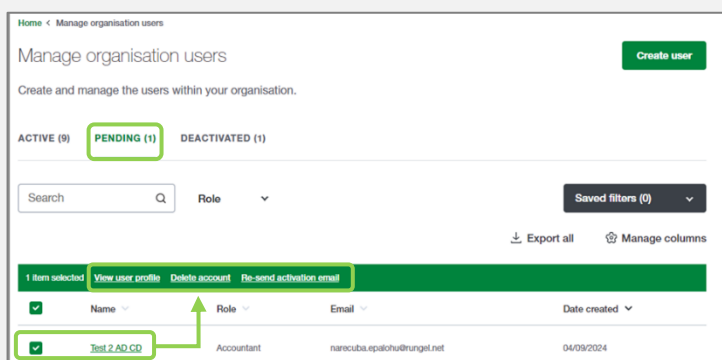 Home < Manage organisation users
Manage organisation users
Create user
Create and manage the users within your organisation.
ACTIVE (9) PENDING (1) DEACTIVATED (1)
Search Role Saved filters (0)
Export all Manage columns
1 item selected View user profile Delete account Re-send activation email
Name Role Email Date created
Test 2 AD CD Accountant narecuba.epalohu@rungel.net 04/09/2024